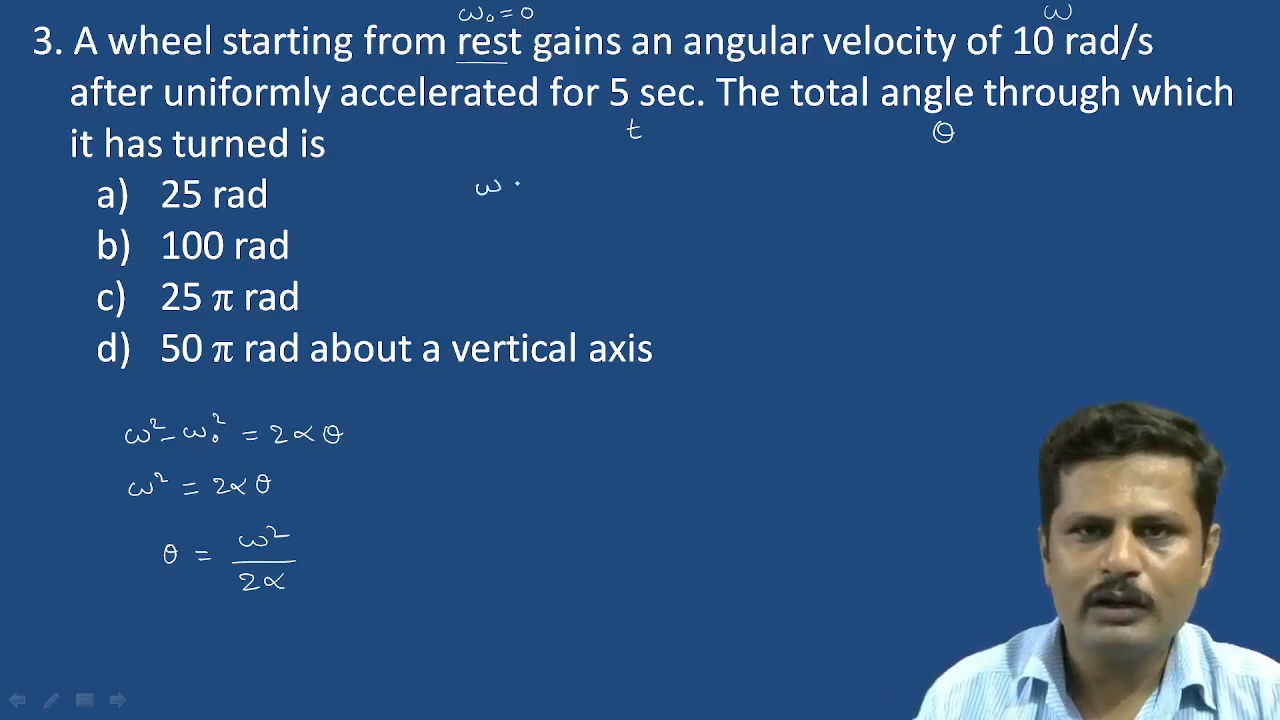 ω₀ = 0
ω
3. A wheel starting from rest gains an angular velocity of 10 rad/s
after uniformly accelerated for 5 sec. The total angle through which
t
θ
it has turned is
ω
a) 25 rad
b) 100 rad
c) 25 π rad
d) 50 π rad about a vertical axis
ω² - ω₀² = 2αθ
ω² = 2αθ
θ = ω² / 2α